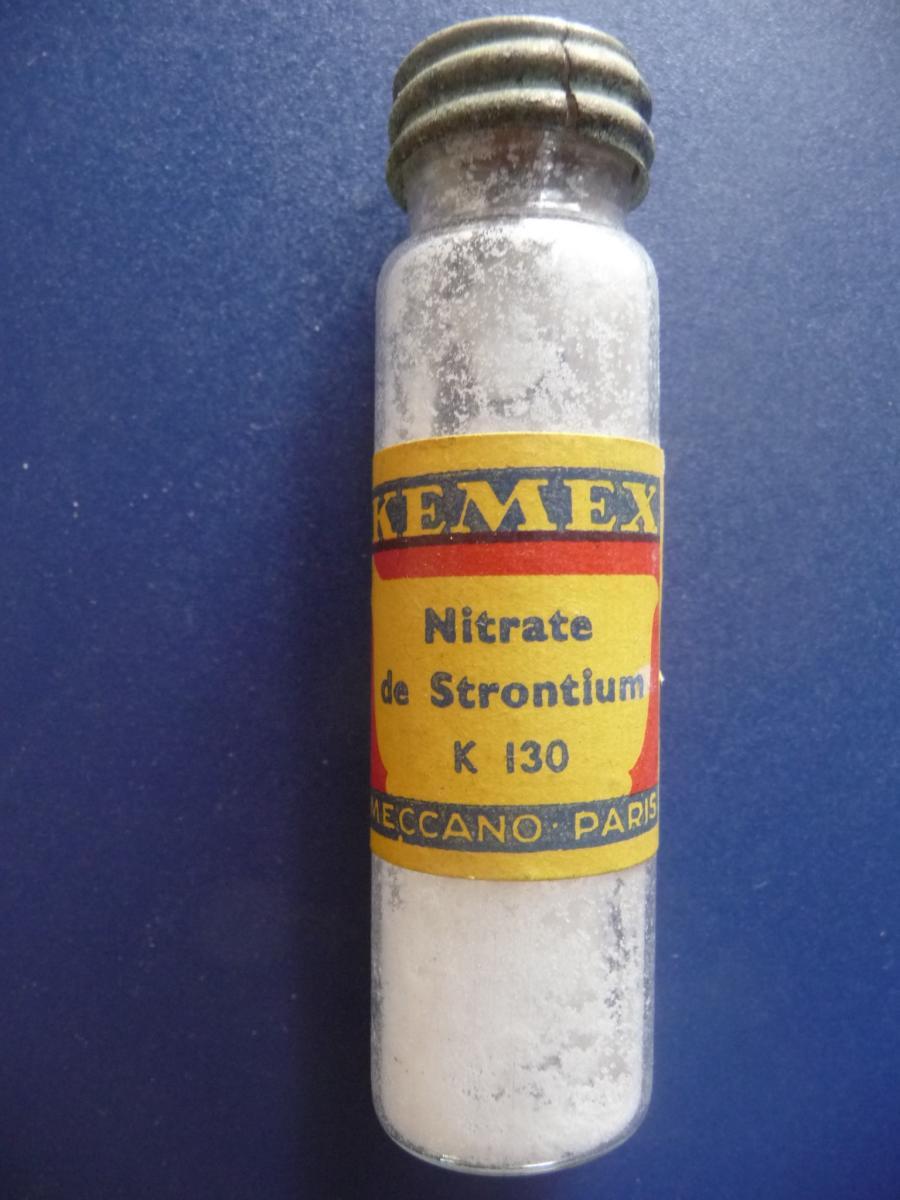 KEMEX
Nitrate
de Strontium
K 130
MECCANO · PARIS